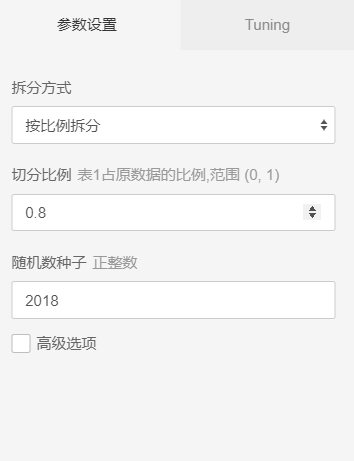 参数设置 Tuning
拆分方式
按比例拆分
切分比例 表1占原数据的比例,范围 (0, 1)
0.8
随机数种子 正整数
2018
高级选项